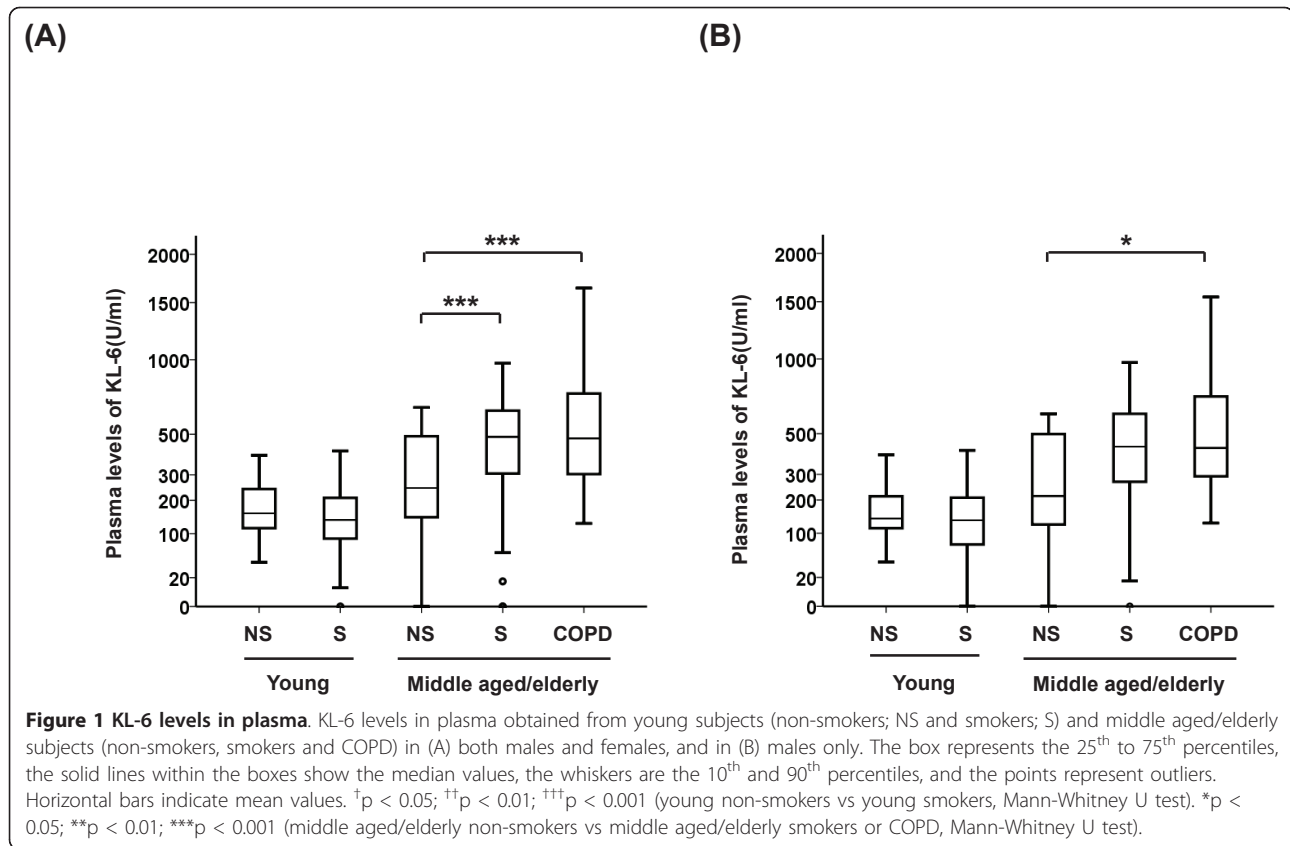 (A)
(B)
Plasma levels of KL-6(U/ml)
2000
1500
1000
500
300
200
100
20
0
***
***
NS
S
NS
S
COPD
Young
Middle aged/elderly
Plasma levels of KL-6(U/ml)
2000
1500
1000
500
300
200
100
20
0
*
NS
S
NS
S
COPD
Young
Middle aged/elderly
Figure 1 KL-6 levels in plasma. KL-6 levels in plasma obtained from young subjects (non-smokers; NS and smokers; S) and middle aged/elderly
subjects (non-smokers, smokers and COPD) in (A) both males and females, and in (B) males only. The box represents the 25th to 75th percentiles,
the solid lines within the boxes show the median values, the whiskers are the 10th and 90th percentiles, and the points represent outliers.
Horizontal bars indicate mean values. †p < 0.05; ††p < 0.01; †††p < 0.001 (young non-smokers vs young smokers, Mann-Whitney U test). *p <
0.05; **p < 0.01; ***p < 0.001 (middle aged/elderly non-smokers vs middle aged/elderly smokers or COPD, Mann-Whitney U test).